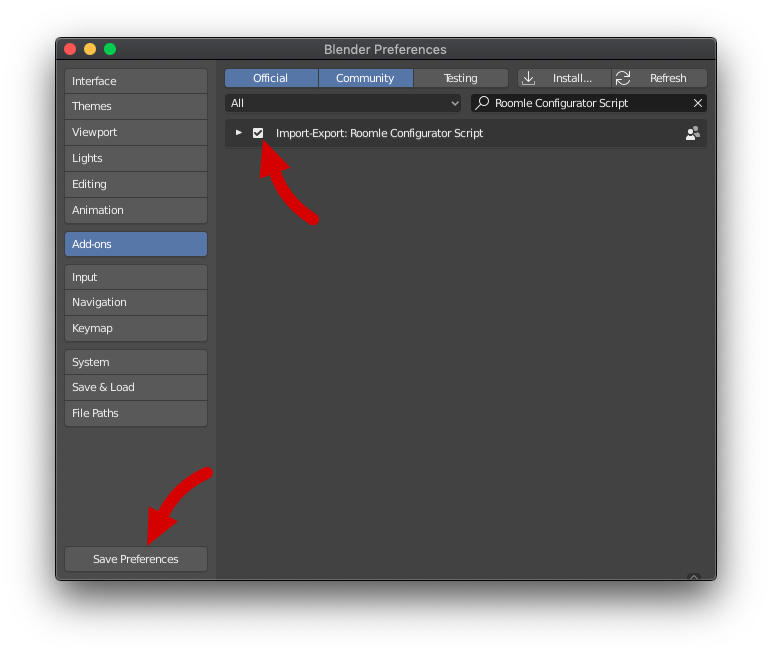 Blender Preferences
Interface
Themes
Viewport
Lights
Editing
Animation
Add-ons
Input
Navigation
Keymap
System
Save & Load
File Paths
Save Preferences
Official Community Testing Install... Refresh
All Roomle Configurator Script
Import-Export: Roomle Configurator Script